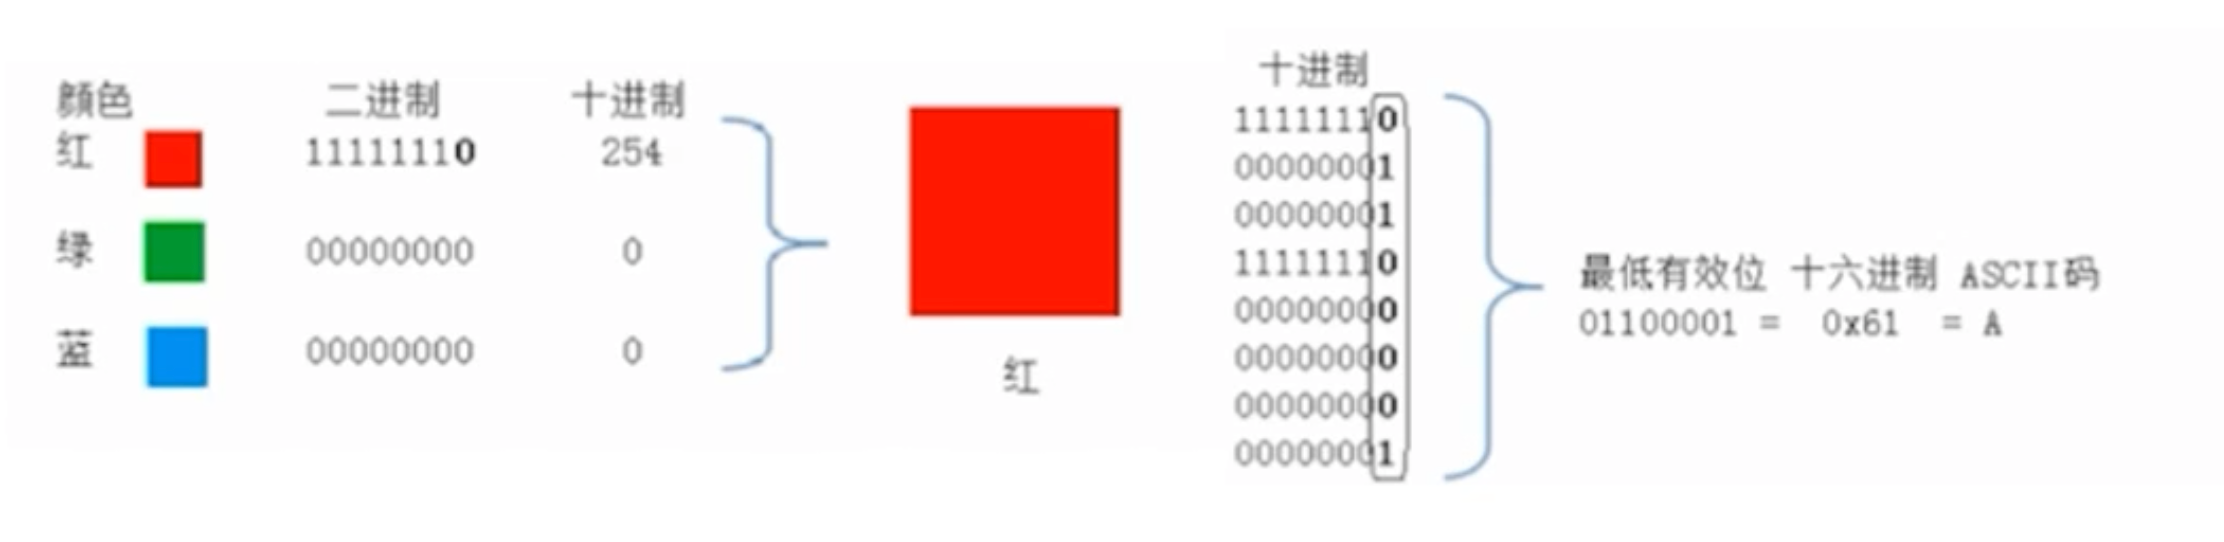 颜色 二进制 十进制
红 11111110 254
绿 00000000 0
蓝 00000000 0
红
十进制
11111110
00000001
00000001
11111110
00000000
00000000
00000000
00000001
最低有效位 十六进制 ASCII码
01100001 = 0x61 = A